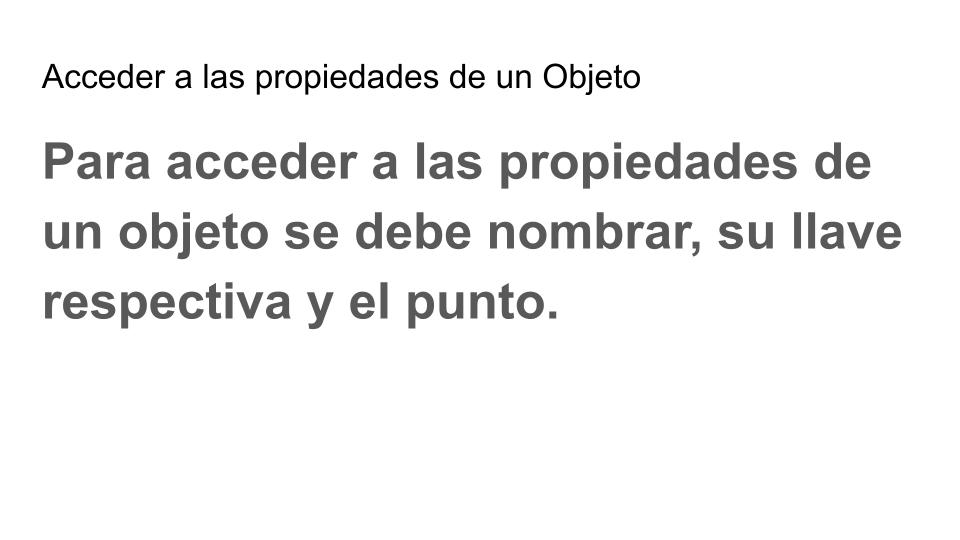 Acceder a las propiedades de un Objeto
Para acceder a las propiedades de
un objeto se debe nombrar, su llave
respectiva y el punto.